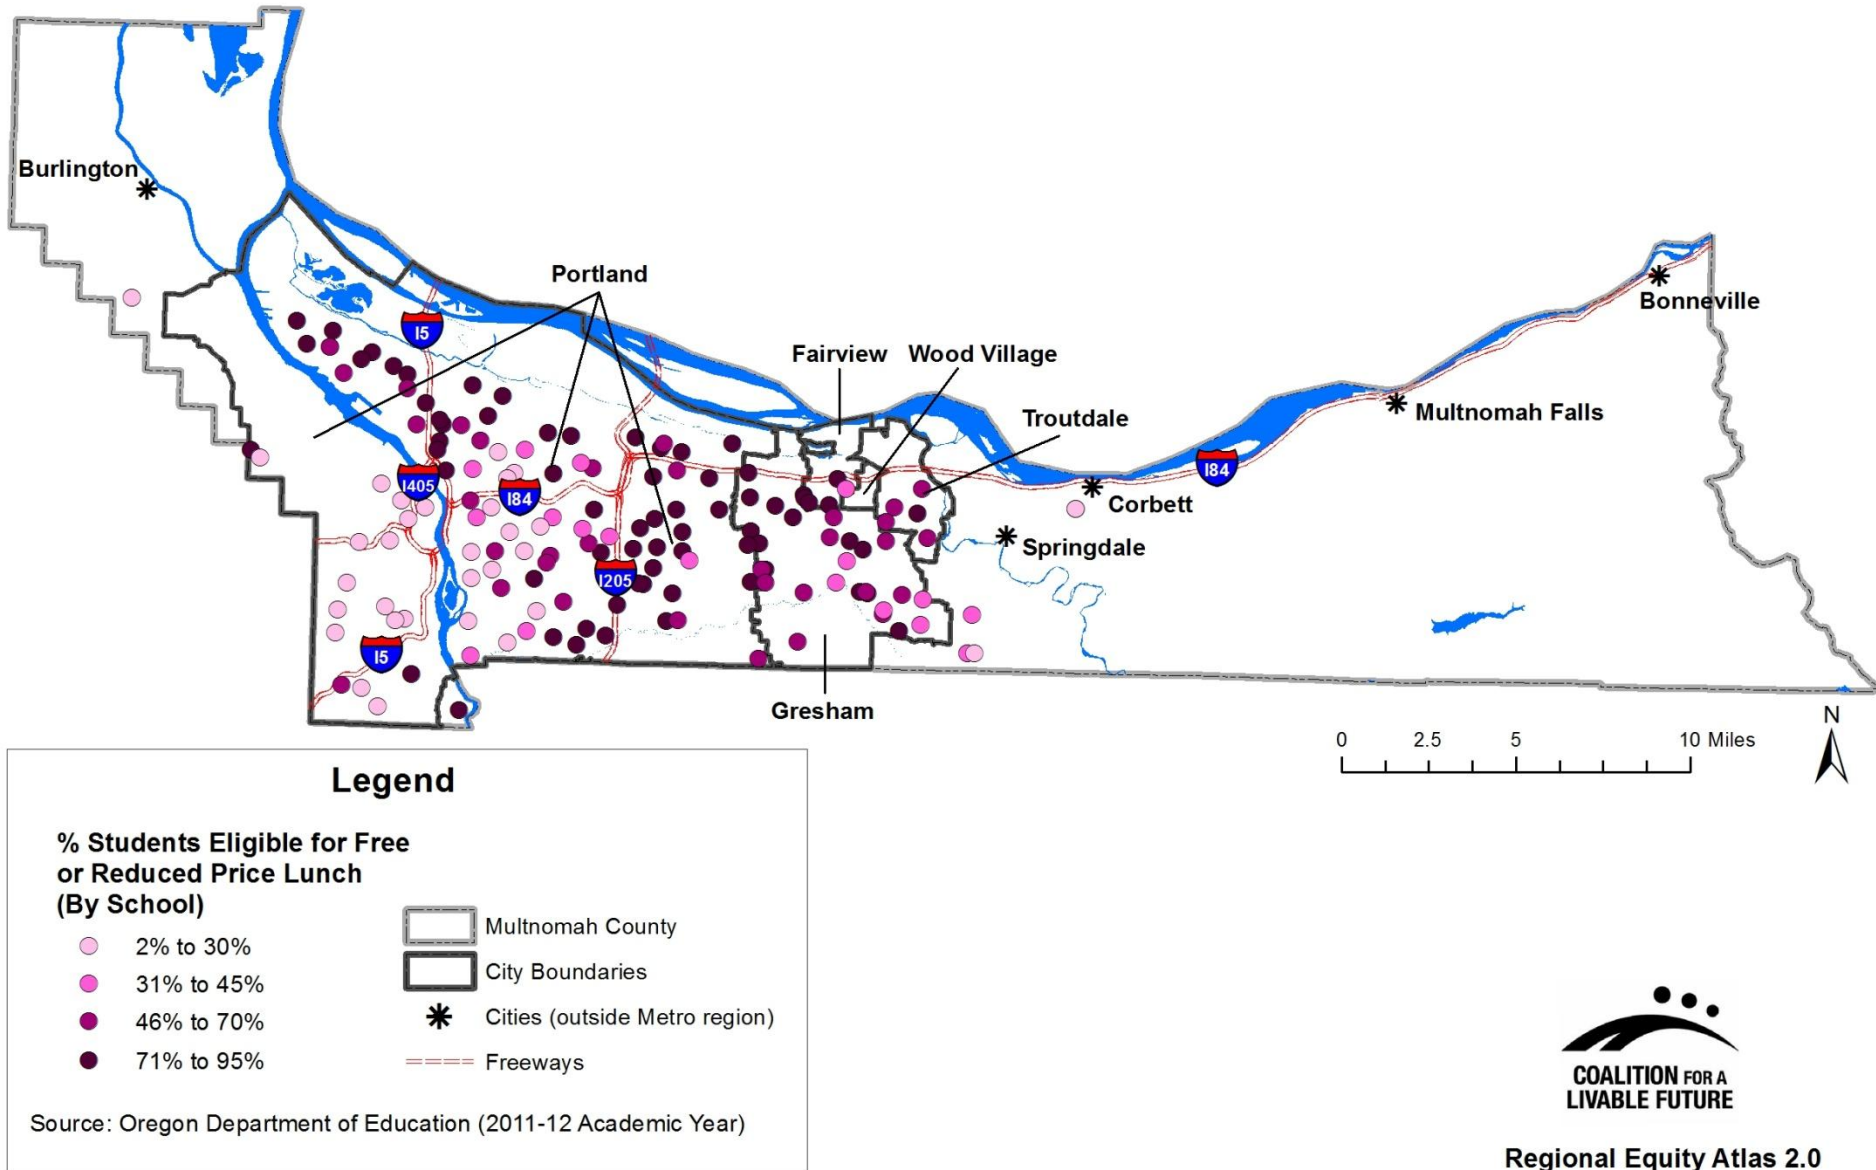 Burlington
Portland
I5
Fairview
Wood Village
Troutdale
Bonneville
Multnomah Falls
I405
I84
I84
Corbett
Springdale
I205
I5
Gresham
N
0 2.5 5 10 Miles
Legend
% Students Eligible for Free
or Reduced Price Lunch
(By School)
2% to 30%
31% to 45%
46% to 70%
71% to 95%
Multnomah County
City Boundaries
Cities (outside Metro region)
Freeways
Source: Oregon Department of Education (2011-12 Academic Year)
COALITION FOR A
LIVABLE FUTURE
Regional Equity Atlas 2.0